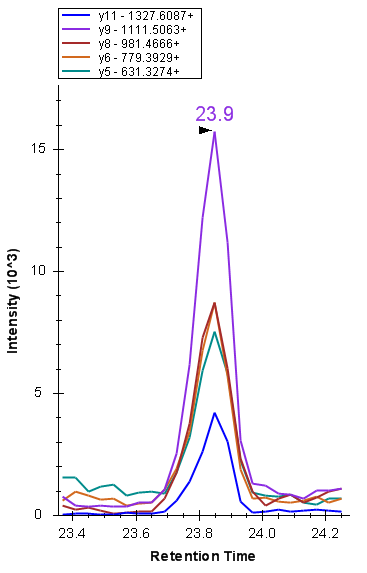 y11 - 1327.6087+
y9 - 1111.5063+
y8 - 981.4666+
y6 - 779.3929+
y5 - 631.3274+
23.9
15
10
5
0
Intensity (10^3)
23.4 23.6 23.8 24.0 24.2
Retention Time